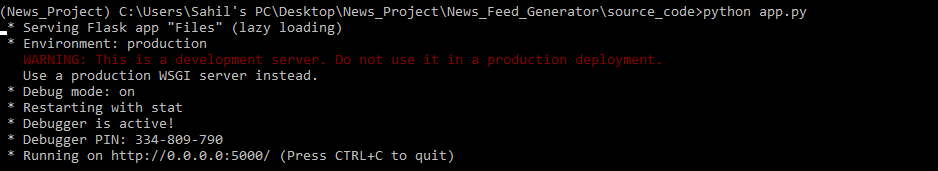 (News_Project) C:\Users\Sahil's PC\Desktop\News_Project\News_Feed_Generator\source_code>python app.py
* Serving Flask app "Files" (lazy loading)
* Environment: production
WARNING: This is a development server. Do not use it in a production deployment.
Use a production WSGI server instead.
* Debug mode: on
* Restarting with stat
* Debugger is active!
* Debugger PIN: 334-809-790
* Running on http://0.0.0.0:5000/ (Press CTRL+C to quit)